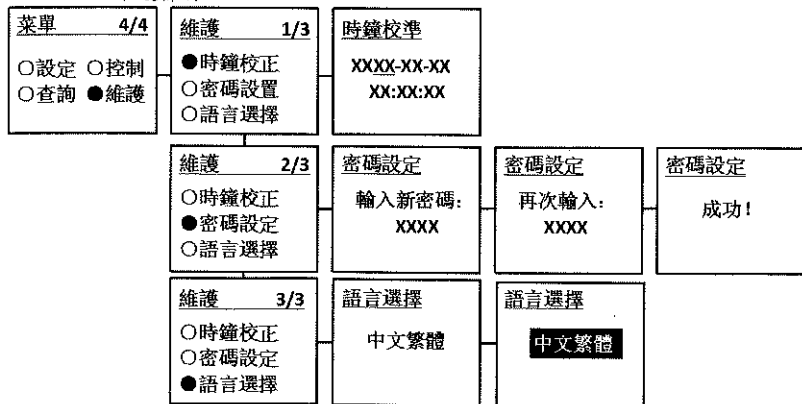 菜單 4/4
○設定 ○控制
○查詢 ●維護
維護 1/3
●時鐘校正
○密碼設置
○語言選擇
時鐘校準
XXXX-XX-XX
XX:XX:XX
維護 2/3
○時鐘校正
●密碼設定
○語言選擇
密碼設定
輸入新密碼:
XXXX
密碼設定
再次輸入:
XXXX
密碼設定
成功!
維護 3/3
○時鐘校正
○密碼設定
●語言選擇
語言選擇
中文繁體
語言選擇
中文繁體